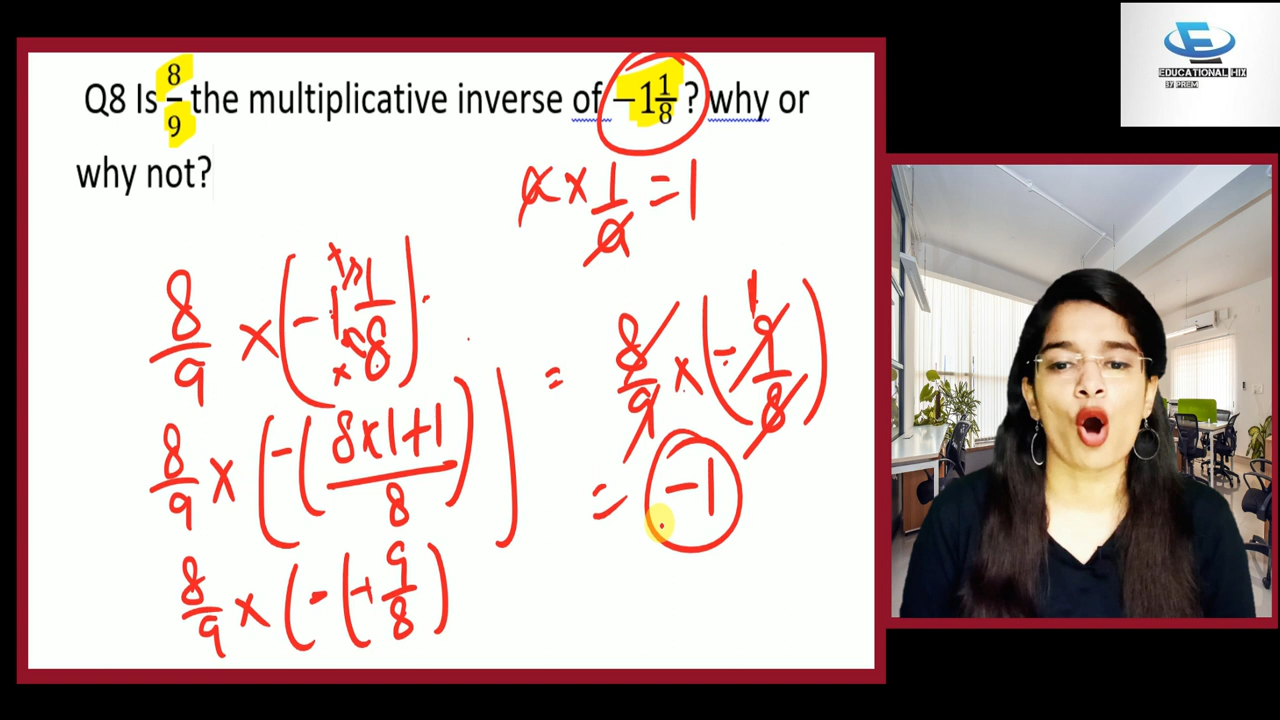 Q8 Is 8/9 the multiplicative inverse of -1 1/8 ? why or
why not?
a × 1/a = 1
8/9 × (-1 1/8)
8/9 × [-(8×1+1/8)]
8/9 × (-(+9/8)
= 8/9 × (-9/8)
= -1
EDUCATIONAL HIX
BY PREM